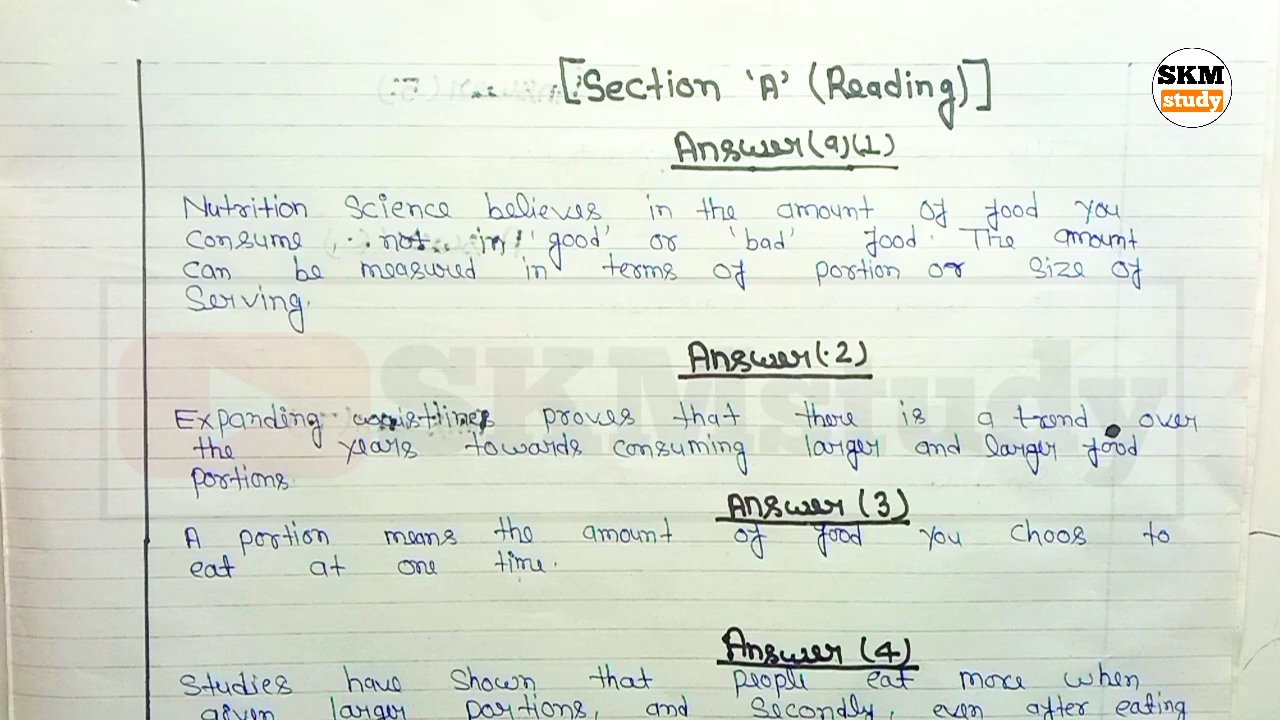 [Section 'A' (Reading)]
SKM
study
Answer (a)(1)
Nutrition Science believes in the amount of food you
consume, not in 'good' or 'bad' food. The amount
can be measured in terms of portion or size of
Serving.
Answer (2)
Expanding proves that there is a trend over
the years towards consuming larger and larger food
portions.
Answer (3)
A portion means the amount of food you choos to
eat at one time.
Answer (4)
Studies have shown that people eat more when
given larger portions, and Secondly, even after eating
SKMstudy